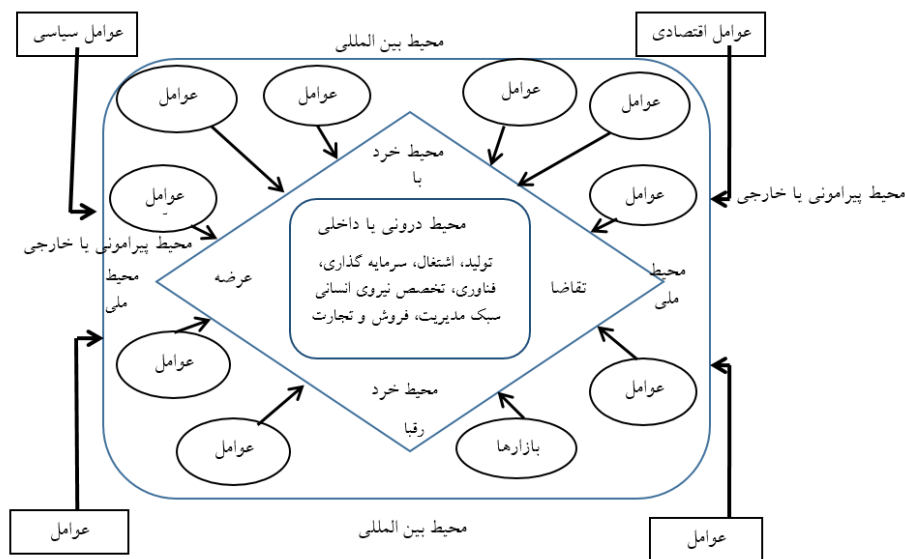 عوامل اقتصادی
عوامل سیاسی
محیط بین المللی
عوامل
عوامل
عوامل
عوامل
محیط خرد
با
عوامل
عوامل
محیط پیرامونی یا خارجی
محیط پیرامونی یا خارجی
محیط درونی یا داخلی
تولید، اشتغال، سرمایه گذاری،
فناوری، تخصص نیروی انسانی
سبک مدیریت، فروش و تجارت
محیط
ملی
تقاضا
عرضه
محیط
ملی
عوامل
عوامل
محیط خرد
رقبا
بازارها
عوامل
محیط بین المللی
عوامل
عوامل